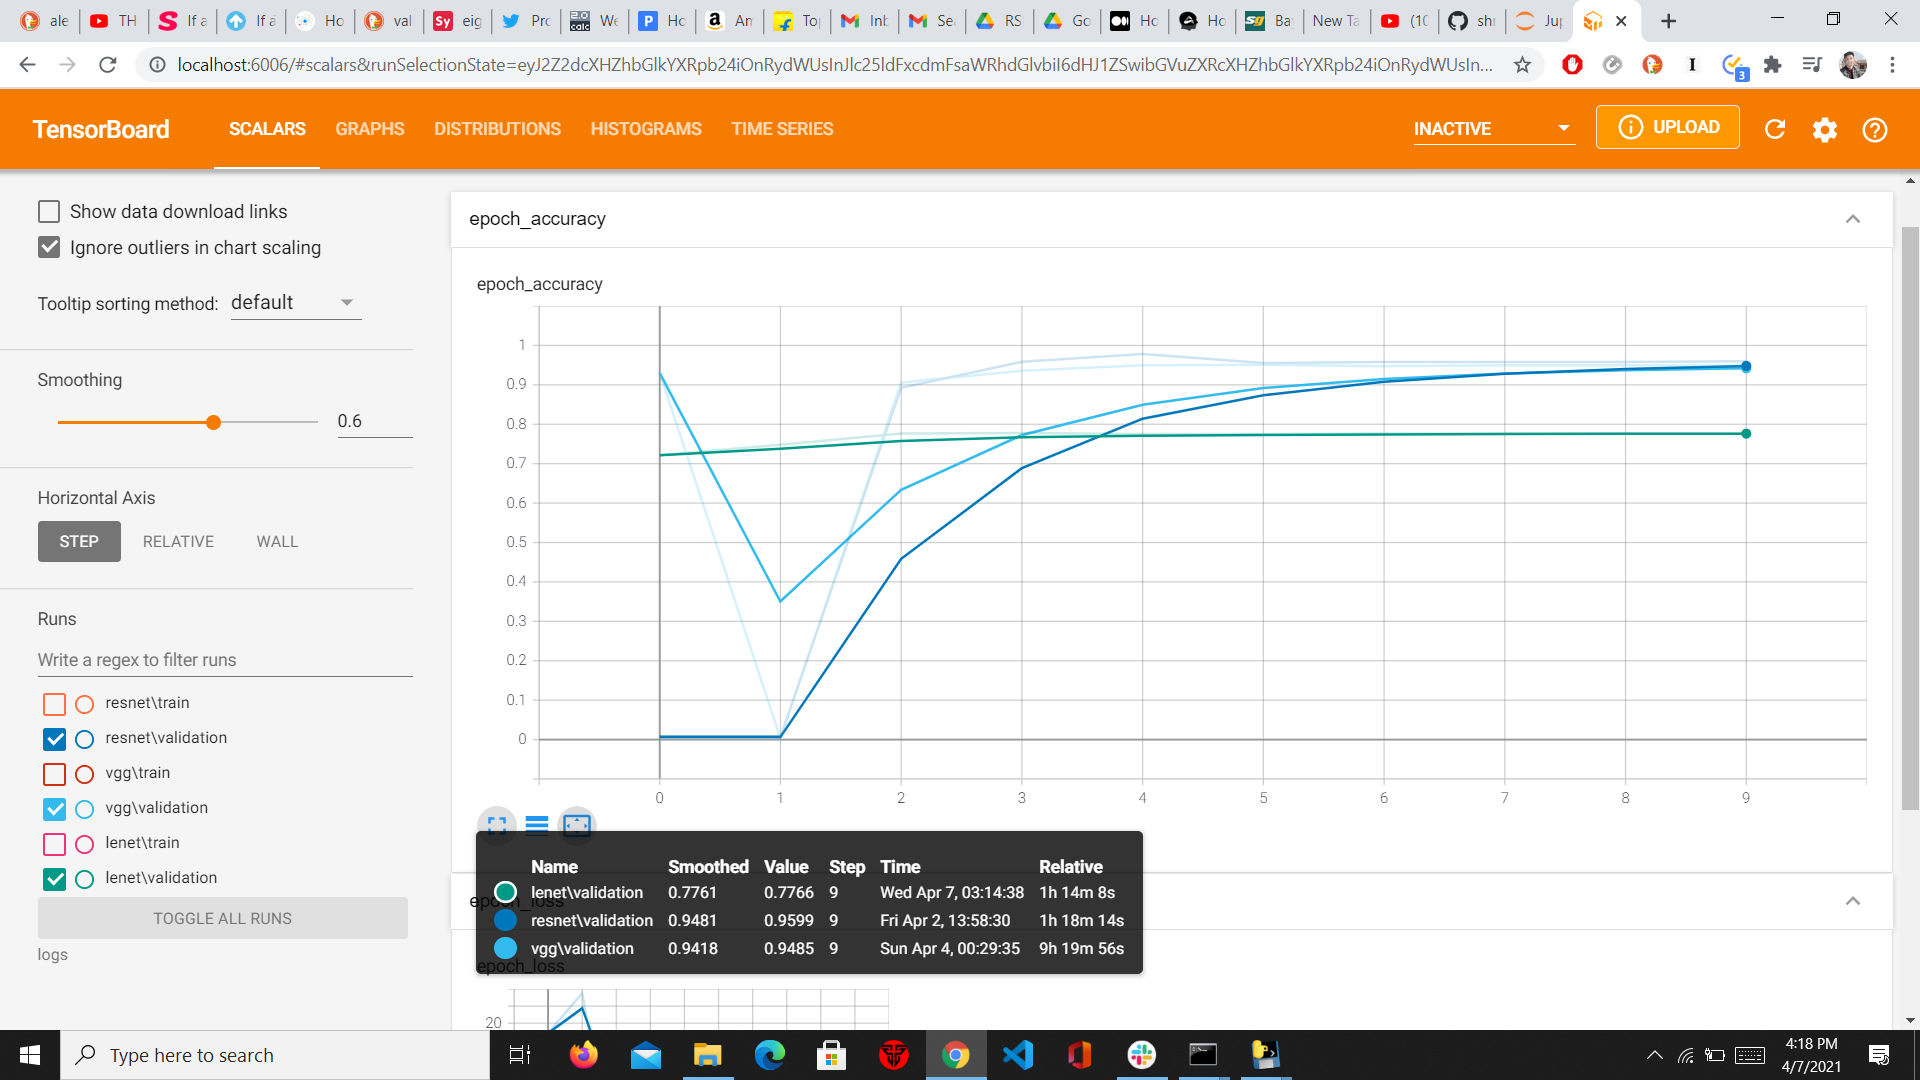 ale
TH
If a
If a
Ho
val
eig
Pro
We
Ho
An
To
Inb
Se
RS
Go
Ho
Ho
Ba
New Ta
(10
sh
Jup
localhost:6006/#scalars&runSelectionState=eyJ2Z2dcXHZhbGlkYXRpb24iOnRydWUsInJlc25ldFxcdmFsaWRhdGlvbiI6dHJ1ZSwibGVuZXRcXHZhbGlkYXRpb24iOnRydWUsIn...
3
TensorBoard
SCALARS
GRAPHS
DISTRIBUTIONS
HISTOGRAMS
TIME SERIES
INACTIVE
UPLOAD
Show data download links
Ignore outliers in chart scaling
Tooltip sorting method: default
Smoothing
0.6
Horizontal Axis
STEP RELATIVE WALL
Runs
Write a regex to filter runs
resnet\train
resnet\validation
vgg\train
vgg\validation
lenet\train
lenet\validation
TOGGLE ALL RUNS
logs
epoch_accuracy
epoch_accuracy
1
0.9
0.8
0.7
0.6
0.5
0.4
0.3
0.2
0.1
0
0 1 2 3 4 5 6 7 8 9
Name Smoothed Value Step Time Relative
lenet\validation 0.7761 0.7766 9 Wed Apr 7, 03:14:38 1h 14m 8s
resnet\validation 0.9481 0.9599 9 Fri Apr 2, 13:58:30 1h 18m 14s
vgg\validation 0.9418 0.9485 9 Sun Apr 4, 00:29:35 9h 19m 56s
epoch_loss
epoch_loss
20
Type here to search
4:18 PM
4/7/2021